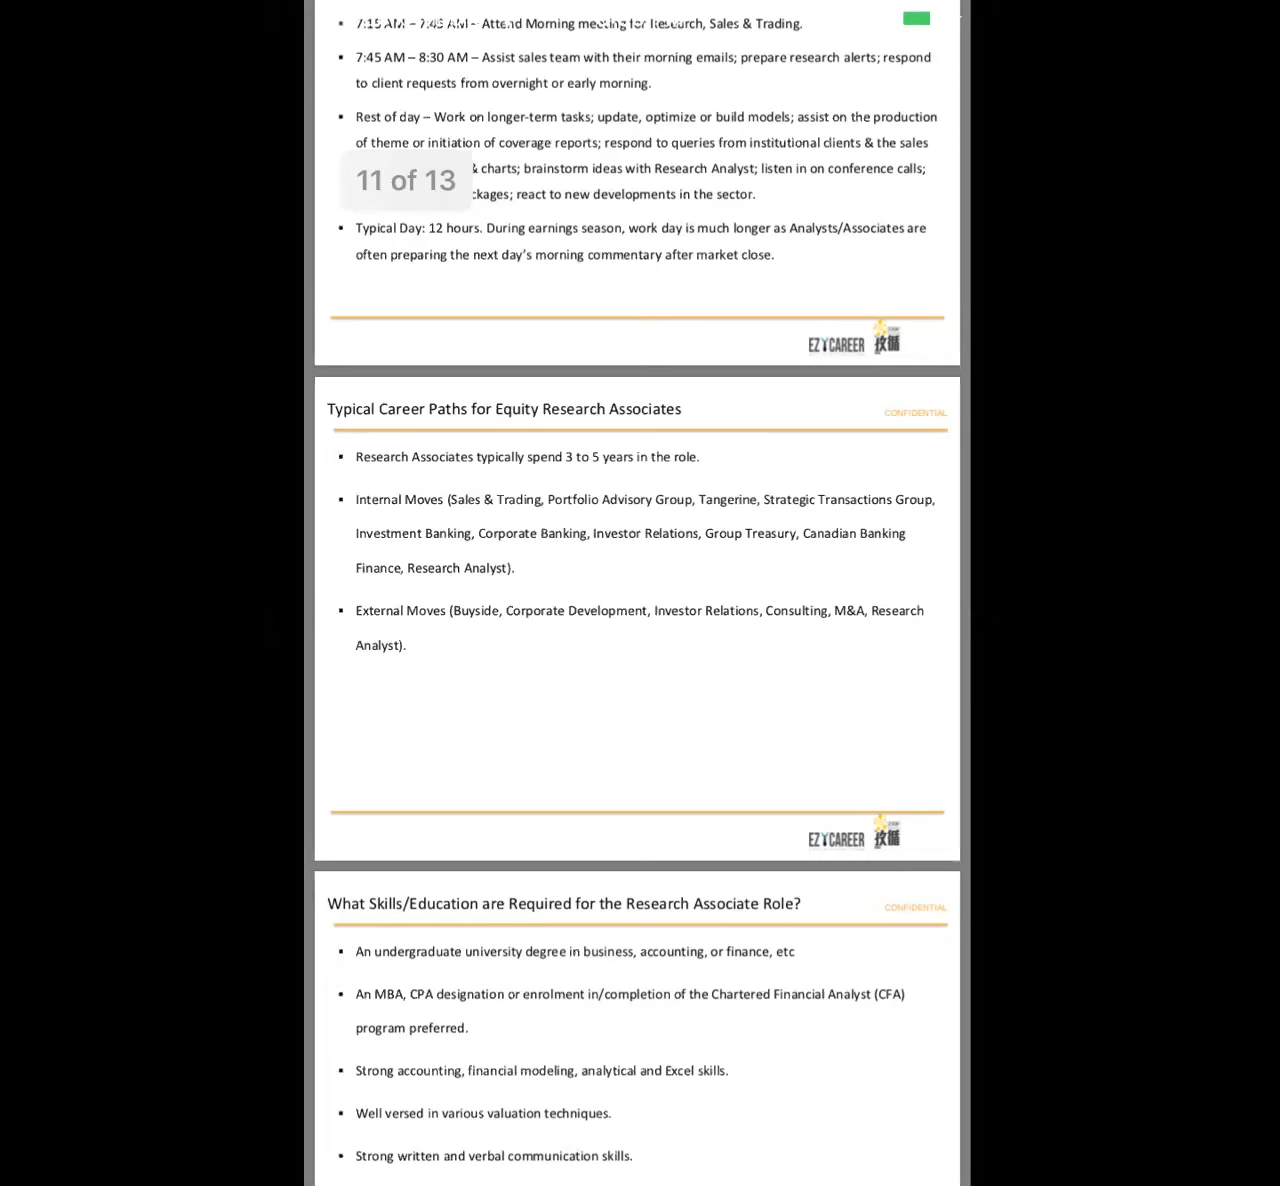 7:15 AM – 7:45 AM – Attend Morning meeting for Research, Sales & Trading.
7:45 AM – 8:30 AM – Assist sales team with their morning emails; prepare research alerts; respond
to client requests from overnight or early morning.
Rest of day – Work on longer-term tasks; update, optimize or build models; assist on the production
of theme or initiation of coverage reports; respond to queries from institutional clients & the sales
& charts; brainstorm ideas with Research Analyst; listen in on conference calls;
11 of 13
ckages; react to new developments in the sector.
Typical Day: 12 hours. During earnings season, work day is much longer as Analysts/Associates are
often preparing the next day's morning commentary after market close.
EZYCAREER
Typical Career Paths for Equity Research Associates
CONFIDENTIAL
Research Associates typically spend 3 to 5 years in the role.
Internal Moves (Sales & Trading, Portfolio Advisory Group, Tangerine, Strategic Transactions Group,
Investment Banking, Corporate Banking, Investor Relations, Group Treasury, Canadian Banking
Finance, Research Analyst).
External Moves (Buyside, Corporate Development, Investor Relations, Consulting, M&A, Research
Analyst).
EZYCAREER
What Skills/Education are Required for the Research Associate Role?
CONFIDENTIAL
An undergraduate university degree in business, accounting, or finance, etc
An MBA, CPA designation or enrolment in/completion of the Chartered Financial Analyst (CFA)
program preferred.
Strong accounting, financial modeling, analytical and Excel skills.
Well versed in various valuation techniques.
Strong written and verbal communication skills.